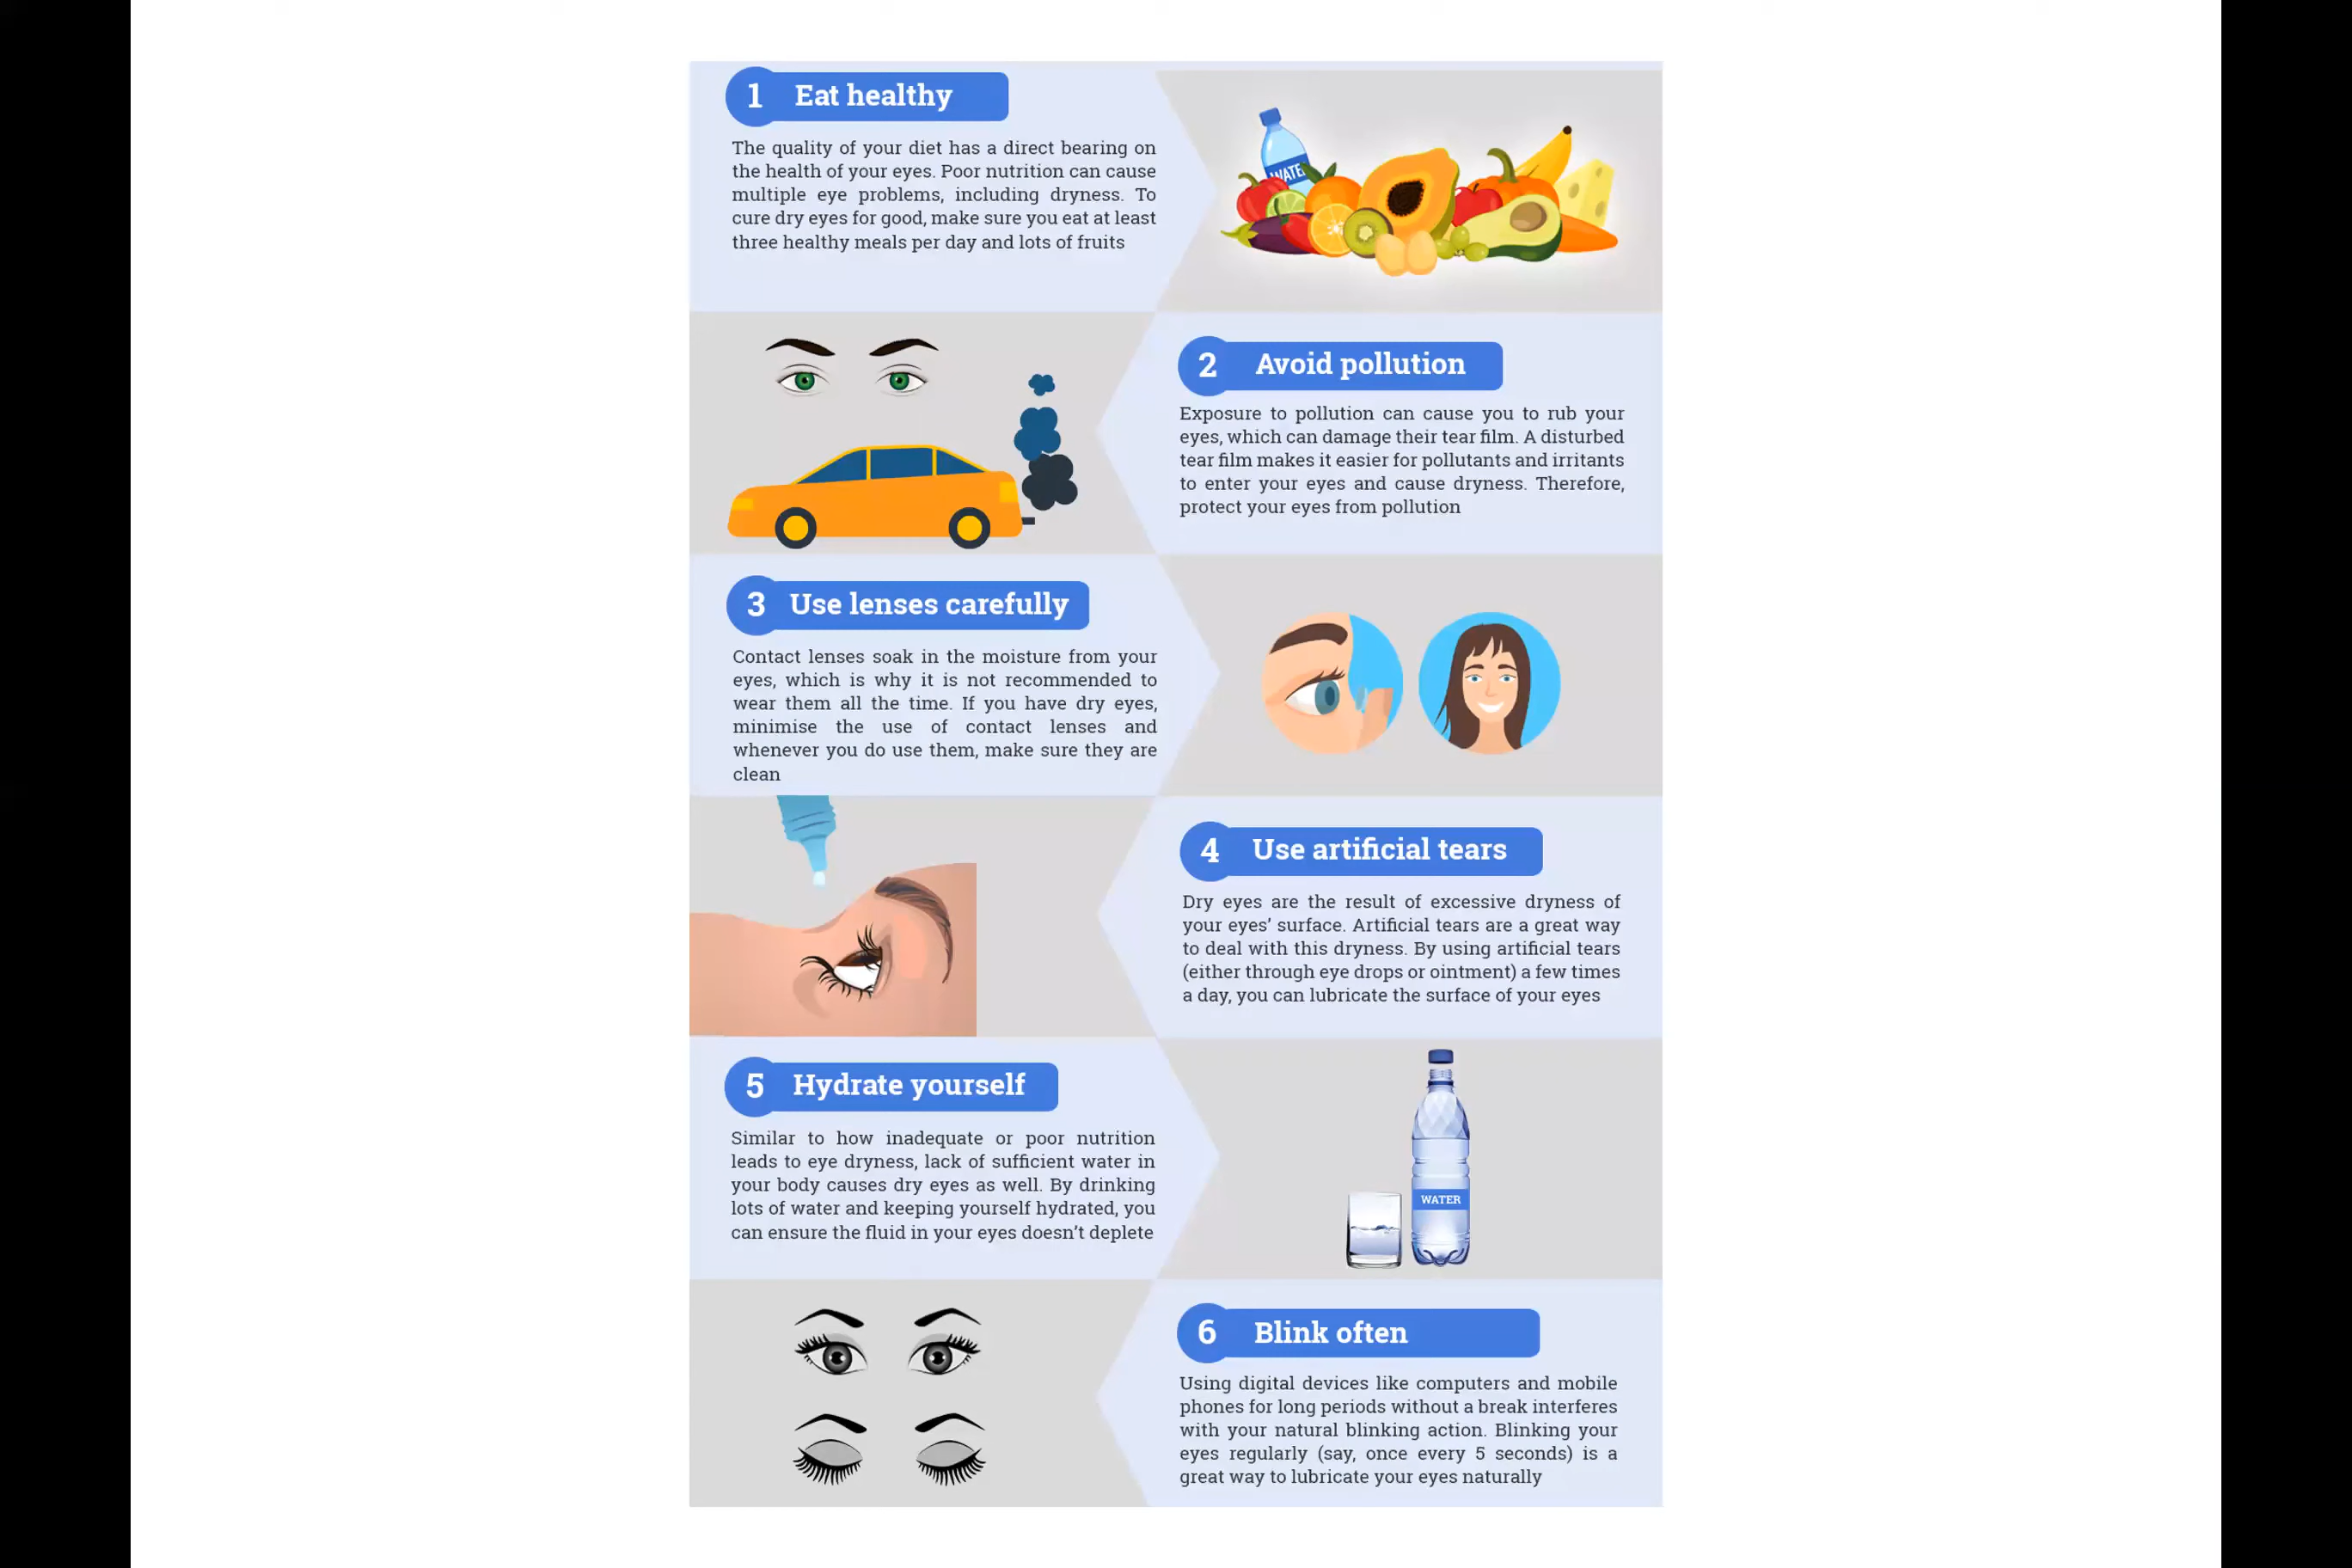 1 Eat healthy
The quality of your diet has a direct bearing on
the health of your eyes. Poor nutrition can cause
multiple eye problems, including dryness. To
cure dry eyes for good, make sure you eat at least
three healthy meals per day and lots of fruits
WATE
2 Avoid pollution
Exposure to pollution can cause you to rub your
eyes, which can damage their tear film. A disturbed
tear film makes it easier for pollutants and irritants
to enter your eyes and cause dryness. Therefore,
protect your eyes from pollution
3 Use lenses carefully
Contact lenses soak in the moisture from your
eyes, which is why it is not recommended to
wear them all the time. If you have dry eyes,
minimise the use of contact lenses and
whenever you do use them, make sure they are
clean
4 Use artificial tears
Dry eyes are the result of excessive dryness of
your eyes’ surface. Artificial tears are a great way
to deal with this dryness. By using artificial tears
(either through eye drops or ointment) a few times
a day, you can lubricate the surface of your eyes
5 Hydrate yourself
Similar to how inadequate or poor nutrition
leads to eye dryness, lack of sufficient water in
your body causes dry eyes as well. By drinking
lots of water and keeping yourself hydrated, you
can ensure the fluid in your eyes doesn’t deplete
WATER
6 Blink often
Using digital devices like computers and mobile
phones for long periods without a break interferes
with your natural blinking action. Blinking your
eyes regularly (say, once every 5 seconds) is a
great way to lubricate your eyes naturally